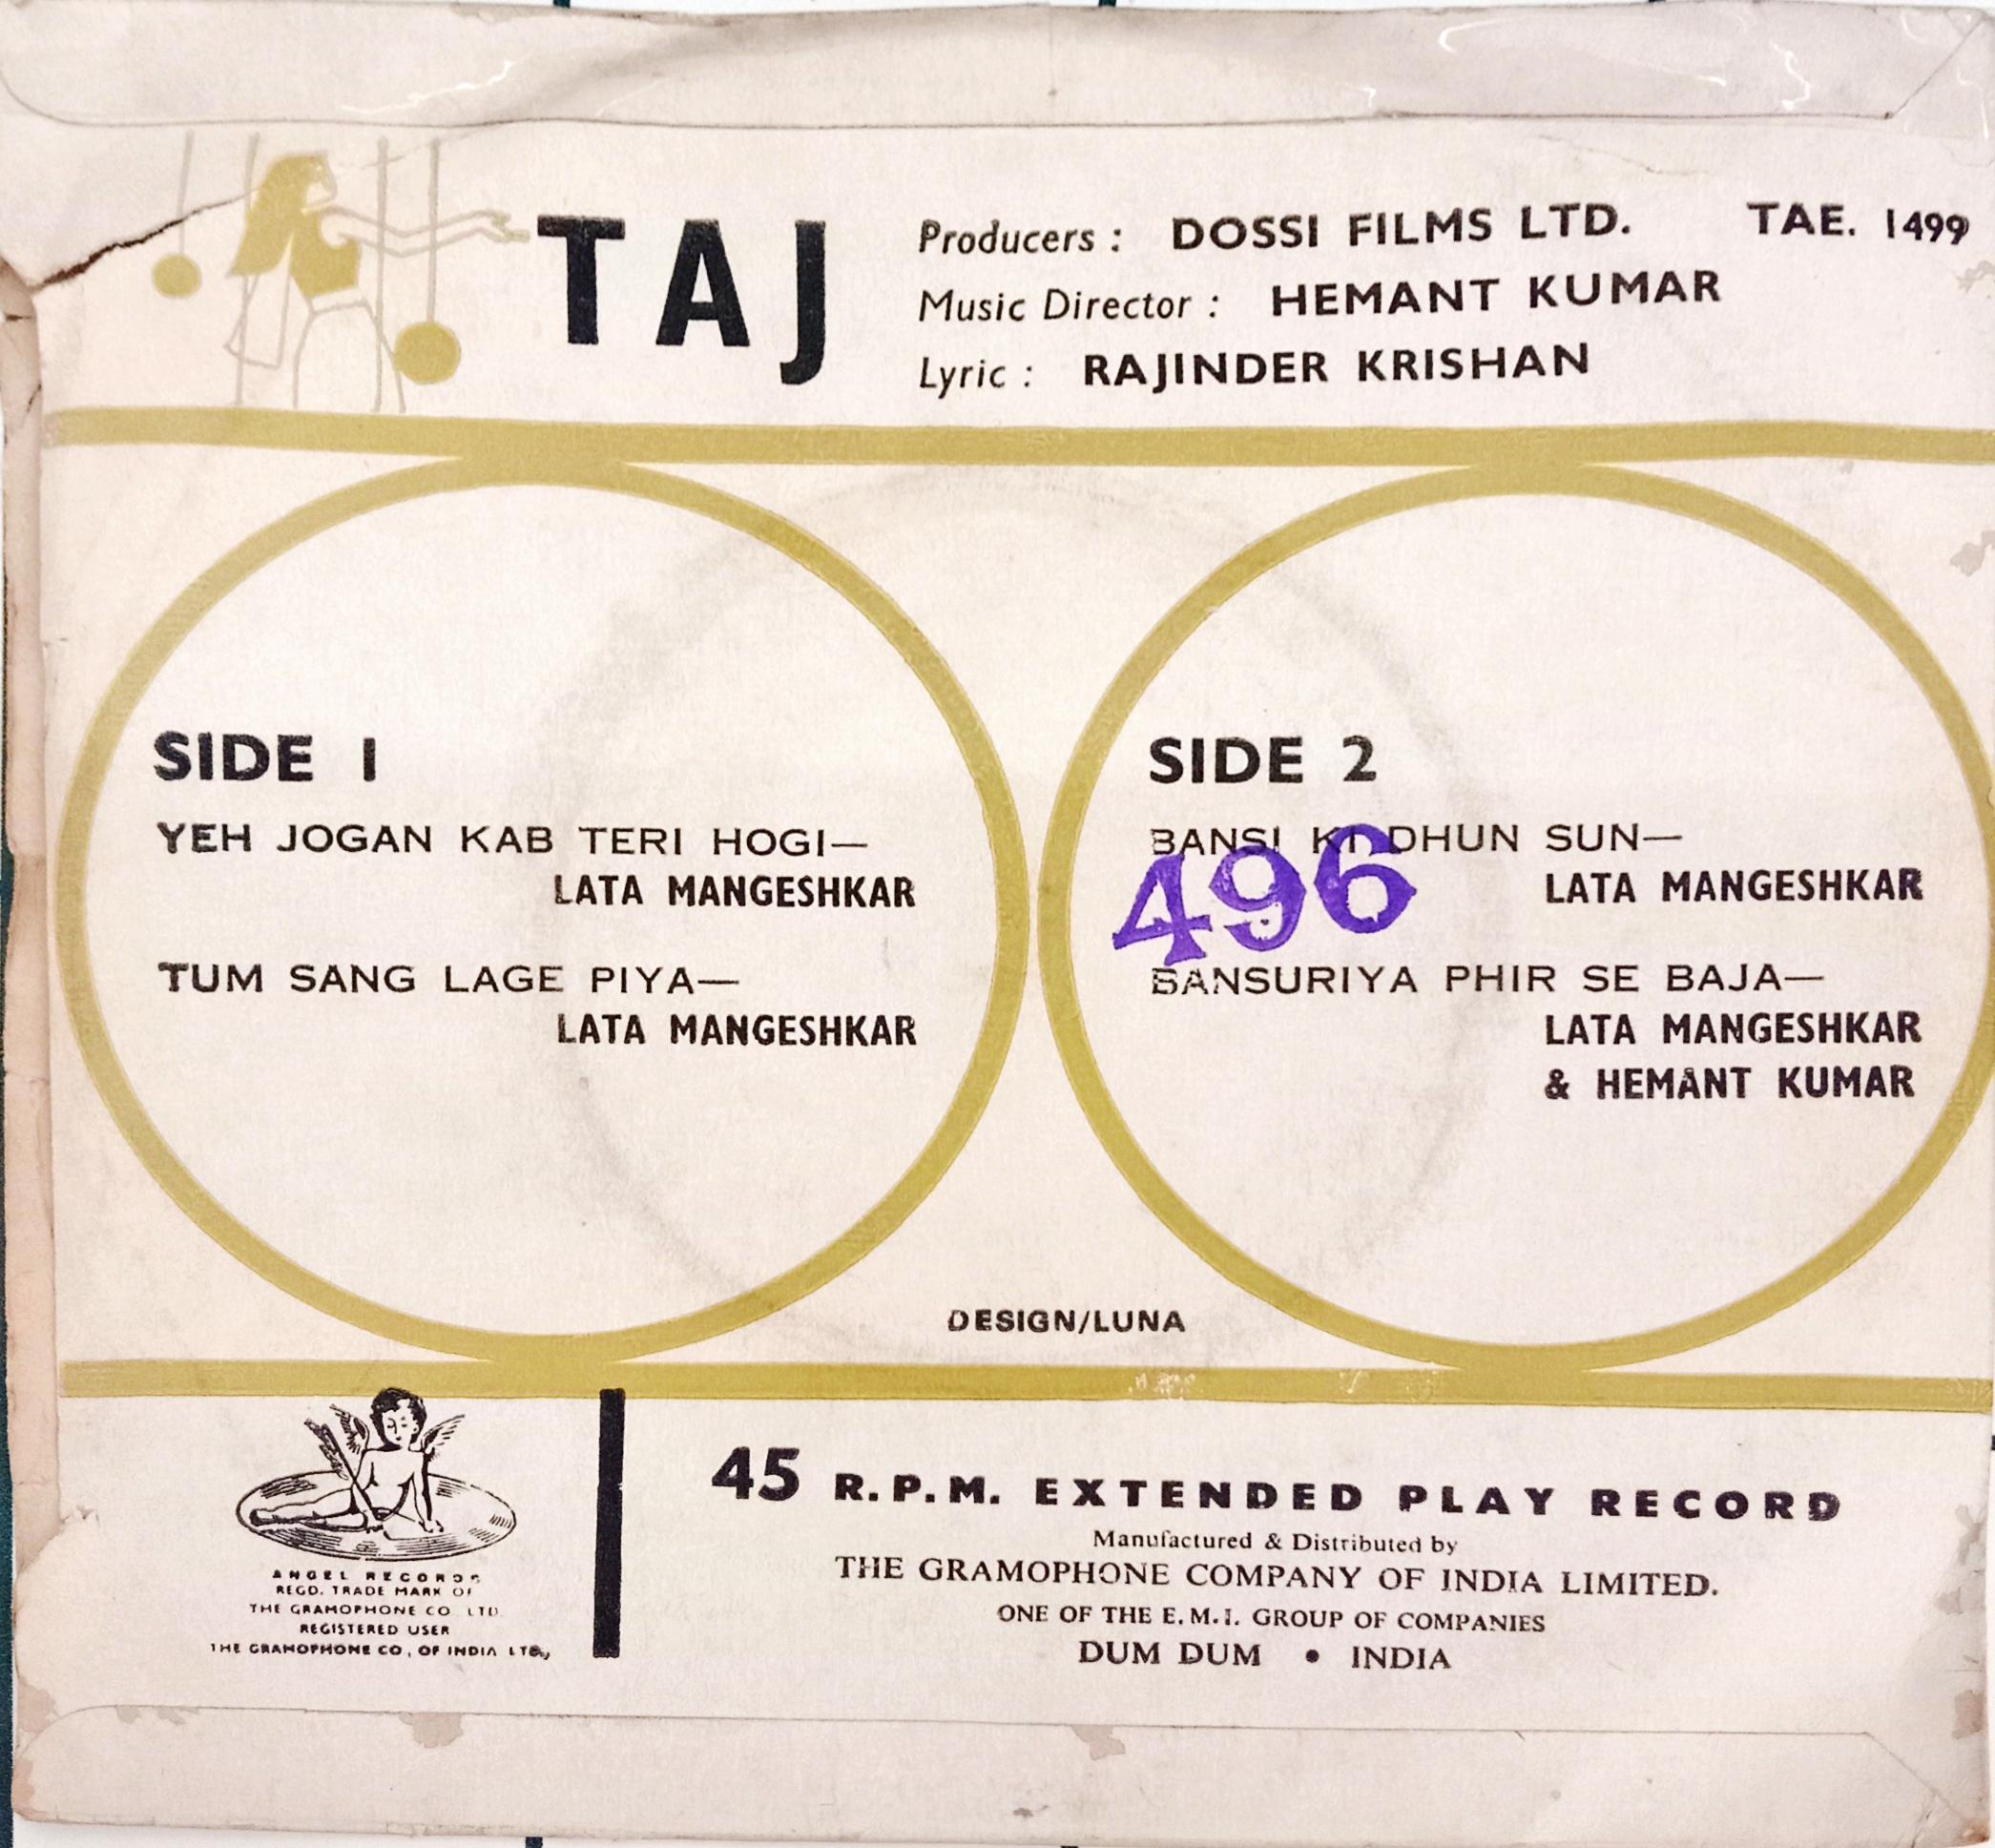 TAJ
Producers : DOSSI FILMS LTD. TAE. 1499
Music Director : HEMANT KUMAR
Lyric : RAJINDER KRISHAN
SIDE 1
YEH JOGAN KAB TERI HOGI—
LATA MANGESHKAR
TUM SANG LAGE PIYA—
LATA MANGESHKAR
SIDE 2
BANSI KI DHUN SUN—
LATA MANGESHKAR
496
BANSURIYA PHIR SE BAJA—
LATA MANGESHKAR
& HEMANT KUMAR
DESIGN/LUNA
ANGEL RECORDS
REGD. TRADE MARK OF
THE GRAMOPHONE CO. LTD.
REGISTERED USER
THE GRAMOPHONE CO, OF INDIA LTD,
45 R.P.M. EXTENDED PLAY RECORD
Manufactured & Distributed by
THE GRAMOPHONE COMPANY OF INDIA LIMITED.
ONE OF THE E.M.I. GROUP OF COMPANIES
DUM DUM • INDIA